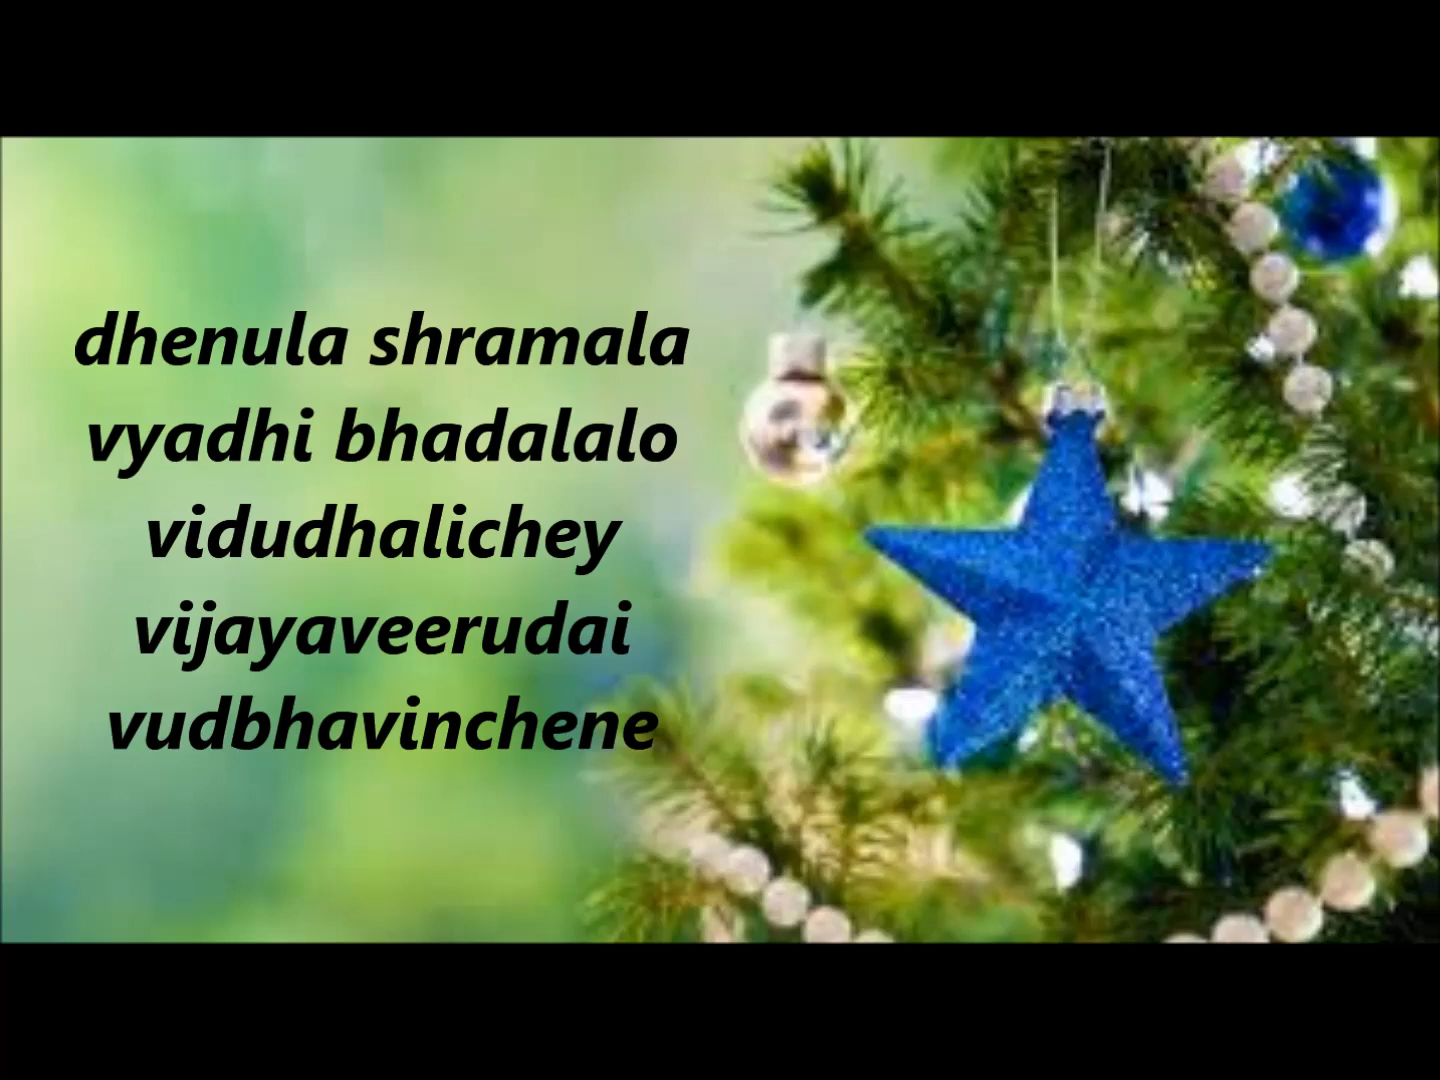 dhenula shramala
vyadhi bhadalalo
vidudhalichey
vijayaveerudai
vudbhavinchene